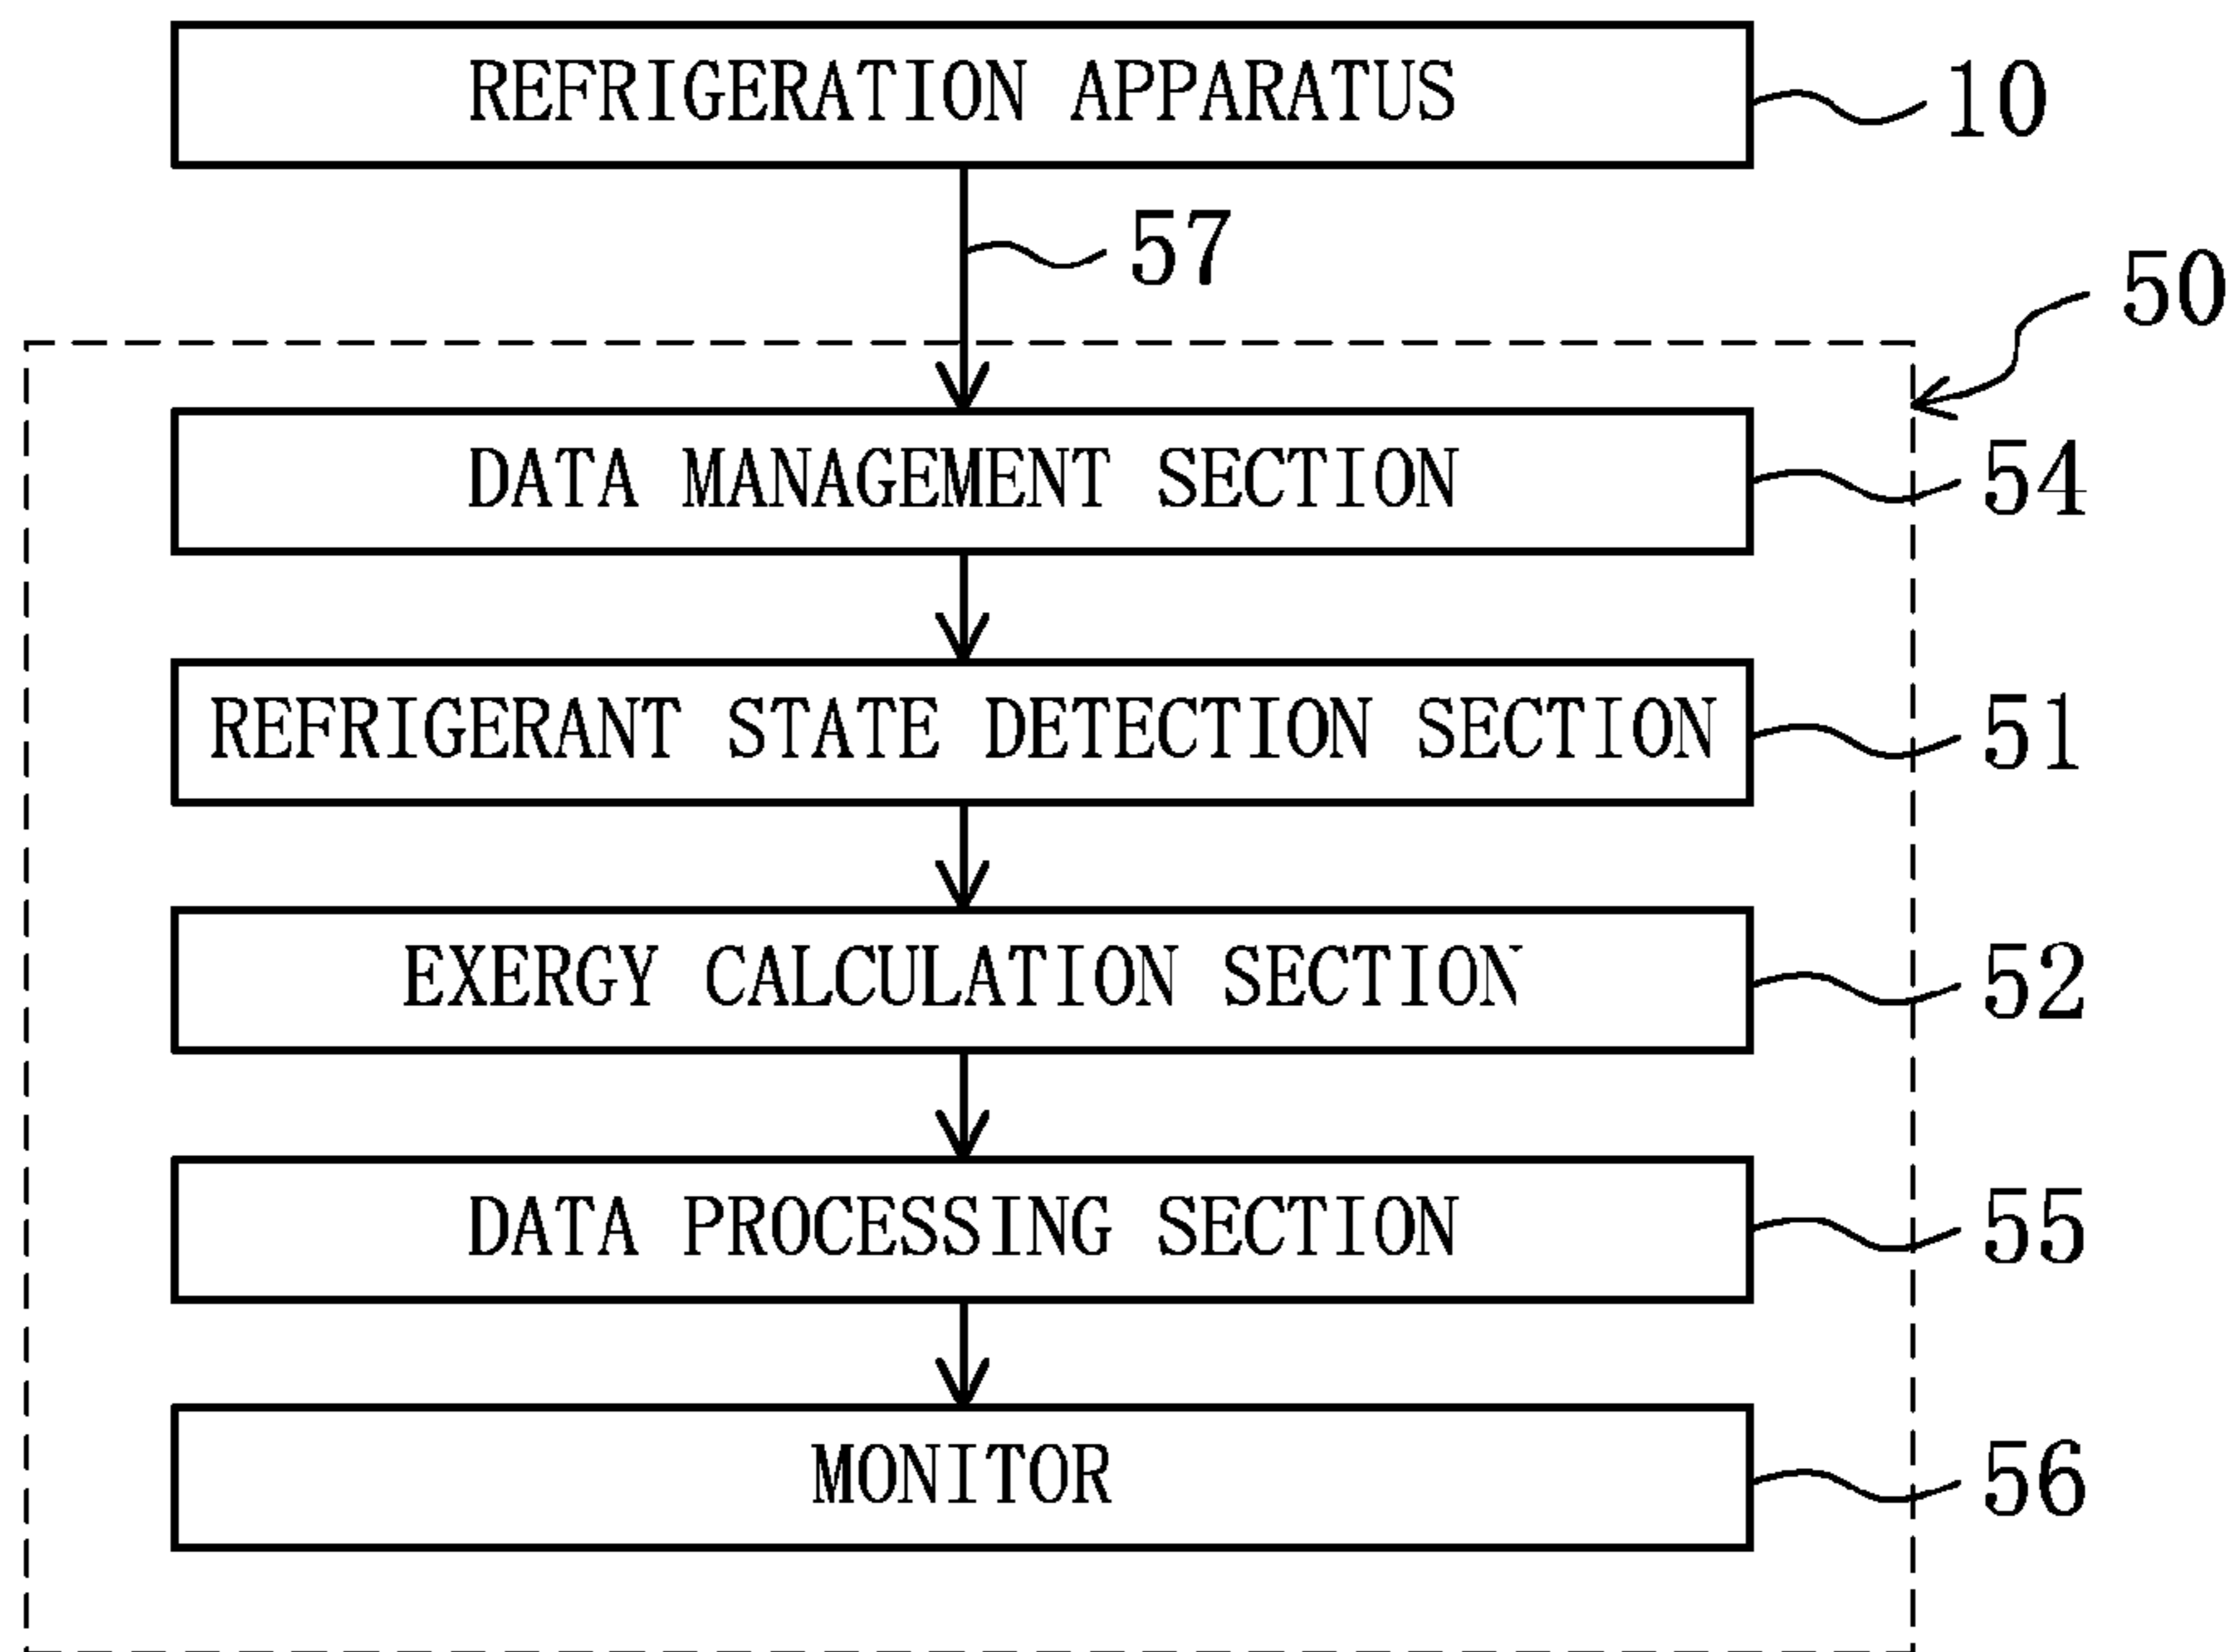 REFRIGERATION APPARATUS 10
57
50
DATA MANAGEMENT SECTION 54
REFRIGERANT STATE DETECTION SECTION 51
EXERGY CALCULATION SECTION 52
DATA PROCESSING SECTION 55
MONITOR 56